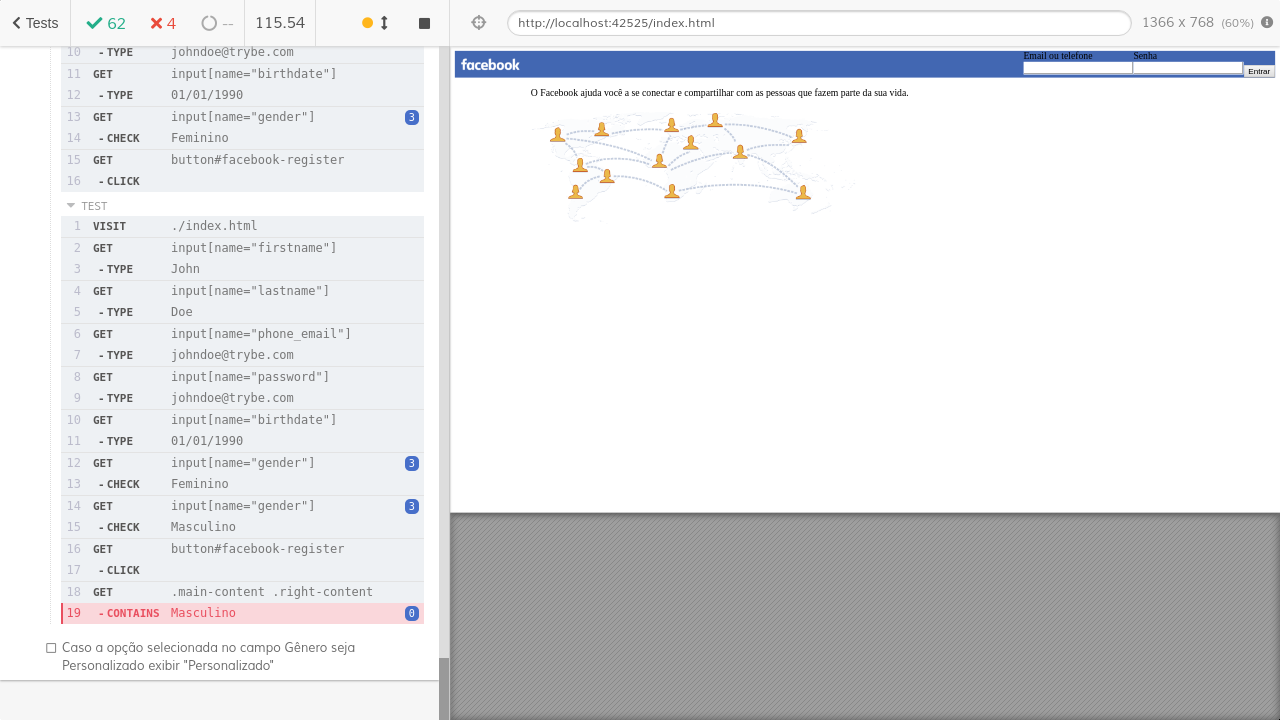 Tests 62 4 -- 115.54
10 - TYPE johndoe@trybe.com
11 GET input[name="birthdate"]
12 - TYPE 01/01/1990
13 GET input[name="gender"] 3
14 - CHECK Feminino
15 GET button#facebook-register
16 - CLICK
TEST
1 VISIT ./index.html
2 GET input[name="firstname"]
3 - TYPE John
4 GET input[name="lastname"]
5 - TYPE Doe
6 GET input[name="phone_email"]
7 - TYPE johndoe@trybe.com
8 GET input[name="password"]
9 - TYPE johndoe@trybe.com
10 GET input[name="birthdate"]
11 - TYPE 01/01/1990
12 GET input[name="gender"] 3
13 - CHECK Feminino
14 GET input[name="gender"] 3
15 - CHECK Masculino
16 GET button#facebook-register
17 - CLICK
18 GET .main-content .right-content
19 - CONTAINS Masculino 0
Caso a opção selecionada no campo Gênero seja
Personalizado exibir "Personalizado"
http://localhost:42525/index.html 1366 x 768 (60%)
facebook
Email ou telefone Senha
Entrar
O Facebook ajuda você a se conectar e compartilhar com as pessoas que fazem parte da sua vida.